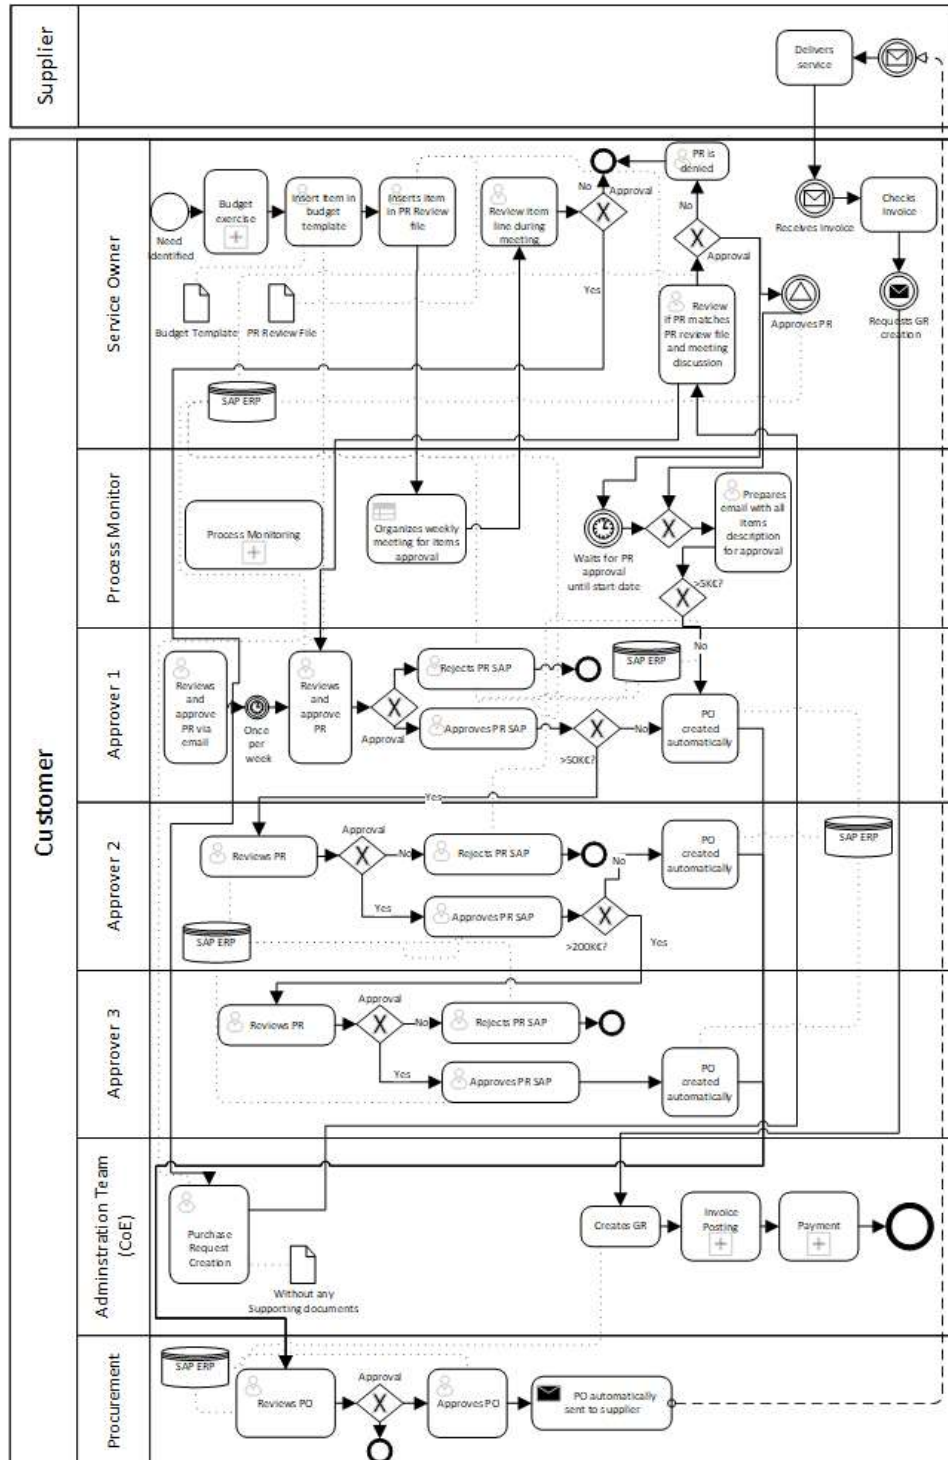 Supplier
Delivers
service
Customer
Service Owner
Need
Identified
Budget
exercise
Insert Item in
budget
template
Inserts item
in PR Review
file
Review item
line during
meeting
No
Approval
Yes
PR is
denied
No
Approval
Review
if PR matches
PR review file
and meeting
discussion
Receives Invoice
Checks
Invoice
Approves PR
Requests GR
creation
Budget Template
PR Review File
SAP ERP
Process Monitor
Process Monitoring
Organizes weekly
meeting for items
approval
Waits for PR
approval
until start date
Prepares
email with all
items
description
for approval
>5K€?
No
Approver 1
Reviews
and
approve
PR via
email
Once
per
week
Reviews
and
approve
PR
Approval
Rejects PR SAP
Approves PR SAP
>50K€?
No
SAP ERP
PO
created
automatically
Yes
Approver 2
Reviews PR
Approval
No
Rejects PR SAP
No
PO
created
automatically
SAP ERP
Yes
Approves PR SAP
>200K€?
Yes
SAP ERP
Approver 3
Reviews PR
Approval
No
Rejects PR SAP
Yes
Approves PR SAP
PO
created
automatically
Adminstration Team
(CoE)
Purchase
Request
Creation
Without any
Supporting documents
Creates GR
Invoice
Posting
Payment
Procurement
SAP ERP
Reviews PO
Approval
Approves PO
PO automatically
sent to supplier